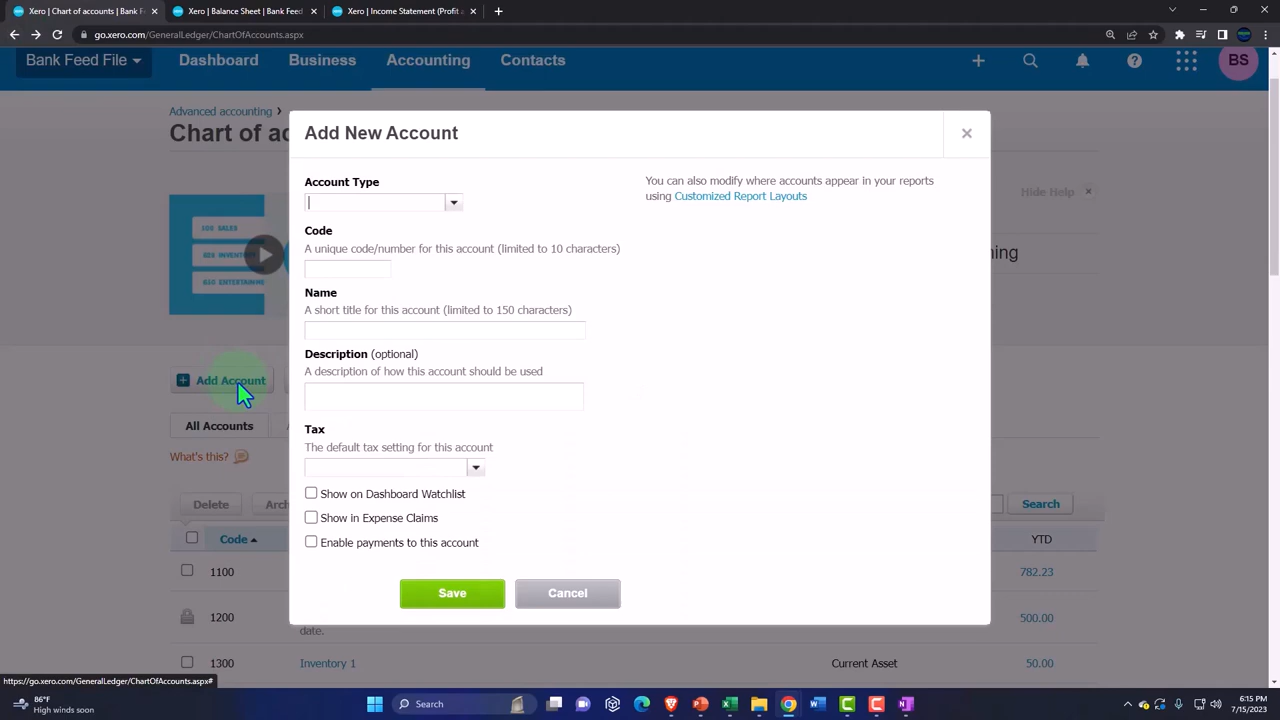 Xero | Chart of accounts | Bank F
Xero | Balance Sheet | Bank Feed
Xero | Income Statement (Profit a
go.xero.com/GeneralLedger/ChartOfAccounts.aspx
Bank Feed File
Dashboard
Business
Accounting
Contacts
BS
Advanced accounting
Chart of ac
Add New Account
Account Type
You can also modify where accounts appear in your reports
using Customized Report Layouts
Hide Help
100 SALES
630 ENTERTAINME
Code
A unique code/number for this account (limited to 10 characters)
ning
Name
A short title for this account (limited to 150 characters)
Description (optional)
A description of how this account should be used
Add Account
All Accounts
What's this?
Tax
The default tax setting for this account
Show on Dashboard Watchlist
Show in Expense Claims
Enable payments to this account
Save
Cancel
Delete
Arch
Search
Code
YTD
1100
782.23
1200
500.00
date.
1300
Inventory 1
Current Asset
50.00
https://go.xero.com/GeneralLedger/ChartOfAccounts.aspx#
86°F
High winds soon
Search
6:15 PM
7/15/2023